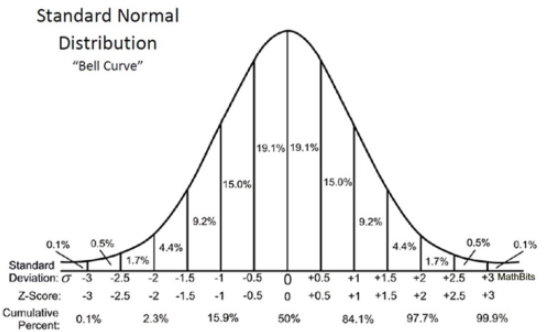 Standard Normal
Distribution
“Bell Curve”
19.1% 19.1%
15.0% 15.0%
9.2% 9.2%
0.1% 0.5% 4.4% 4.4% 0.5% 0.1%
1.7% 1.7%
Standard
Deviation: σ -3 -2.5 -2 -1.5 -1 -0.5 0 +0.5 +1 +1.5 +2 +2.5 +3 MathBits
Z-Score: -3 -2.5 -2 -1.5 -1 -0.5 0 +0.5 +1 +1.5 +2 +2.5 +3
Cumulative
Percent: 0.1% 2.3% 15.9% 50% 84.1% 97.7% 99.9%